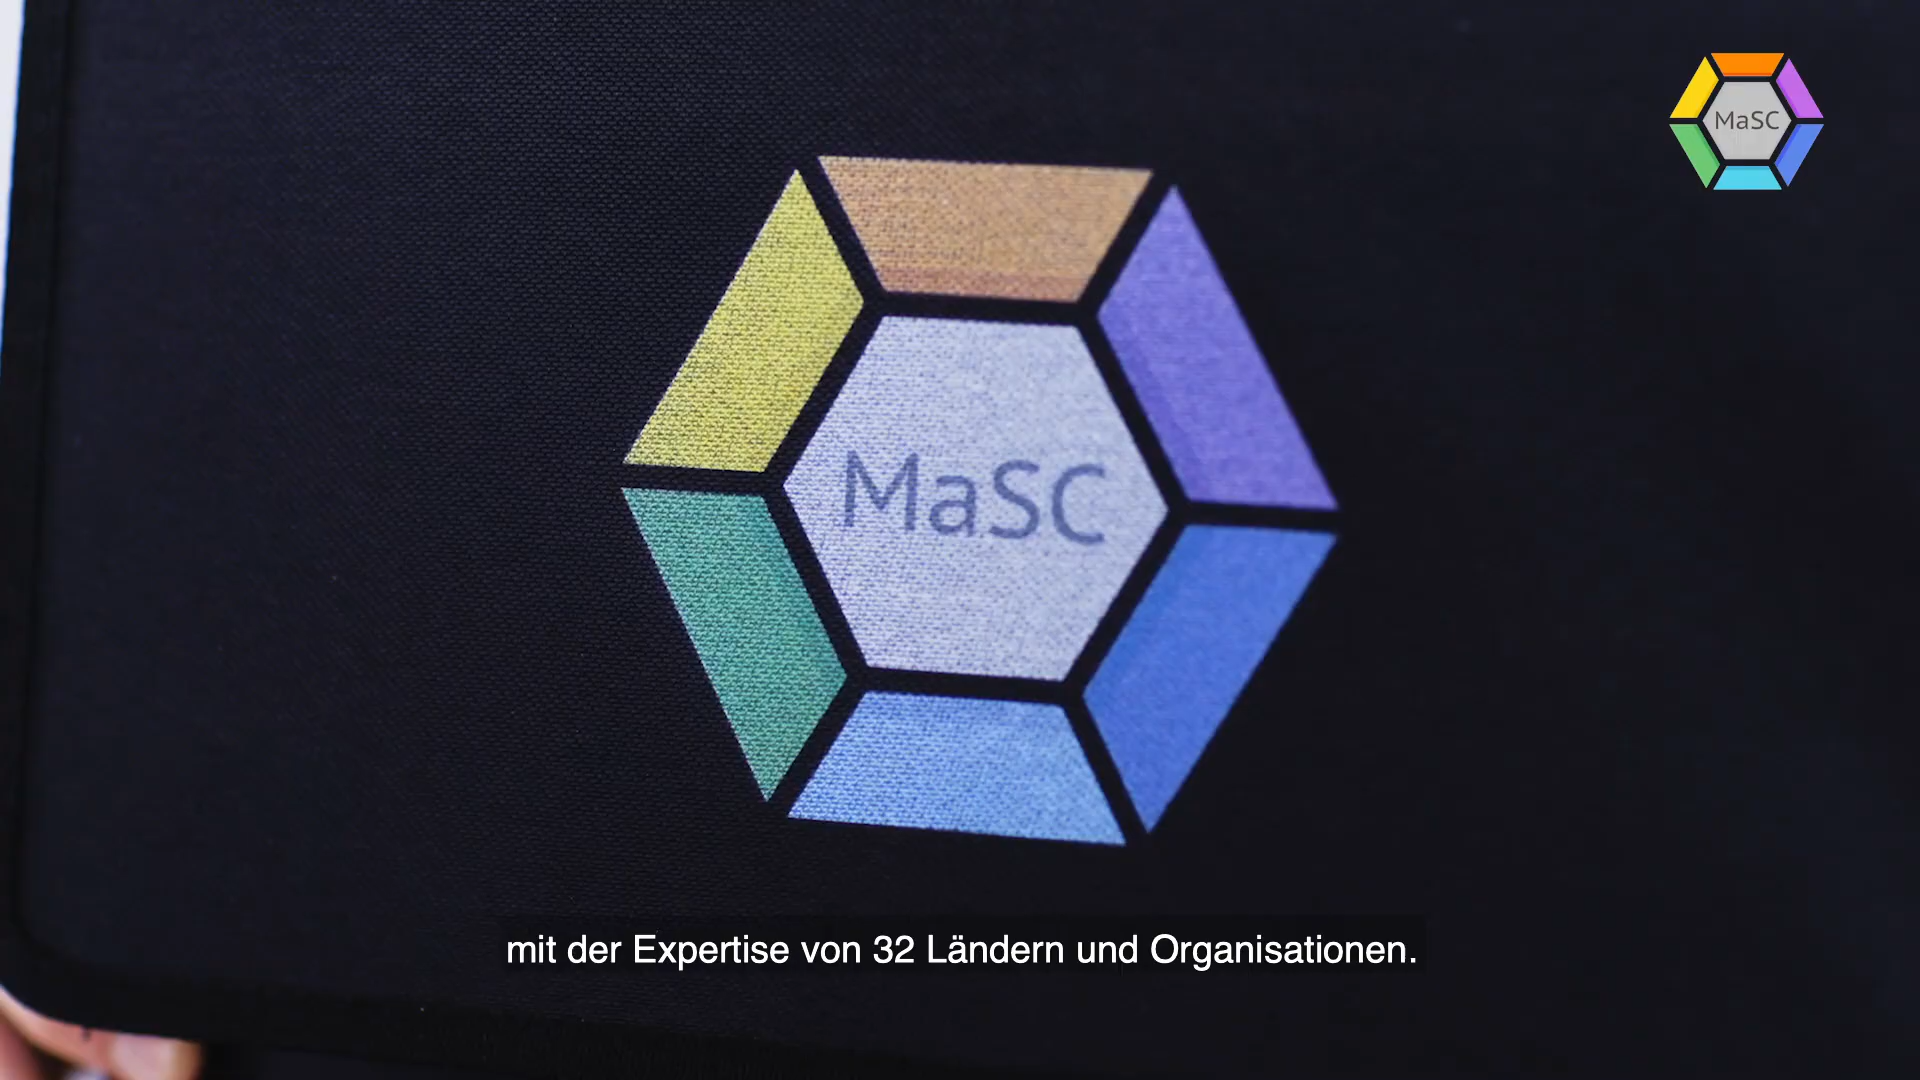 MaSC
MaSC
mit der Expertise von 32 Ländern und Organisationen.